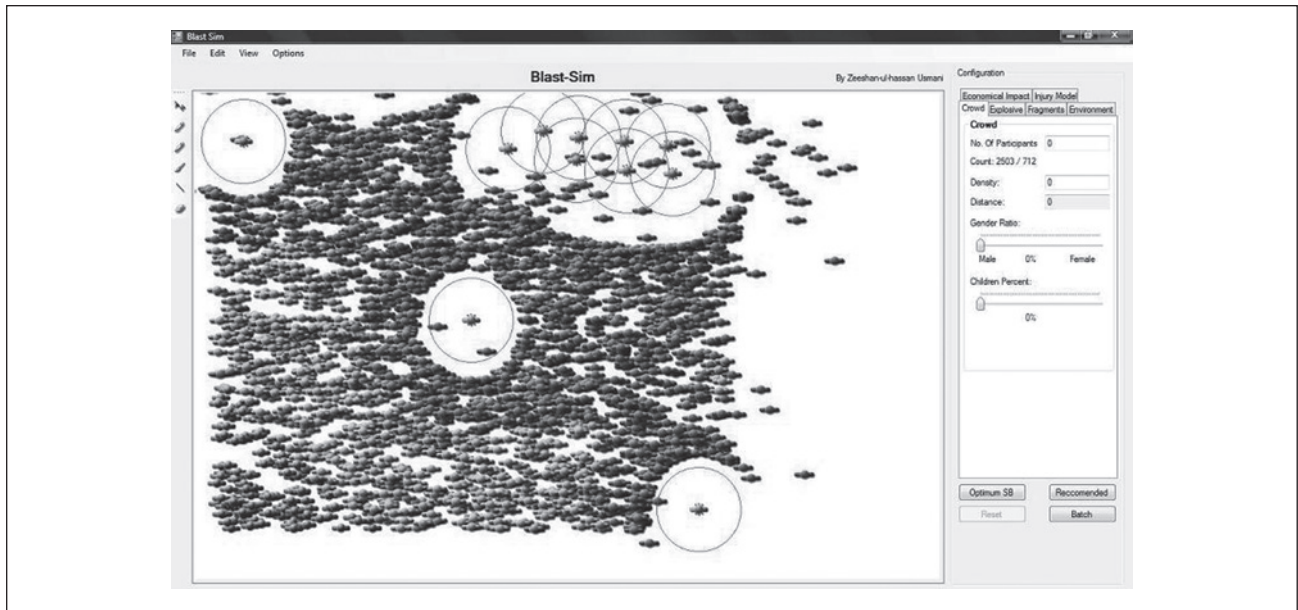 Blast Sim
File Edit View Options
Blast-Sim
By Zeeshan-ul-hassan Usmani
Configuration
Economical Impact Injury Model
Crowd Explosive Fragments Environment
Crowd
No. Of Participants 0
Count: 2503 / 712
Density: 0
Distance: 0
Gender Ratio:
Male 0% Female
Children Percent:
0%
Optimum SB Reccomended
Reset Batch